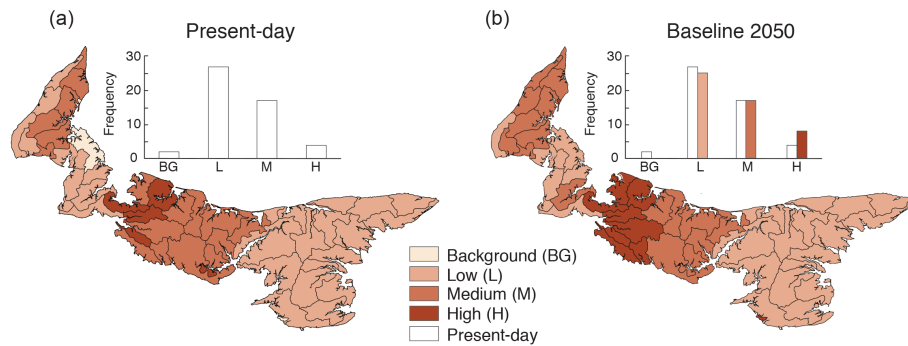 (a)
Present-day
30
20
10
0
Frequency
BG L M H
(b)
Baseline 2050
30
20
10
0
Frequency
BG L M H
Background (BG)
Low (L)
Medium (M)
High (H)
Present-day